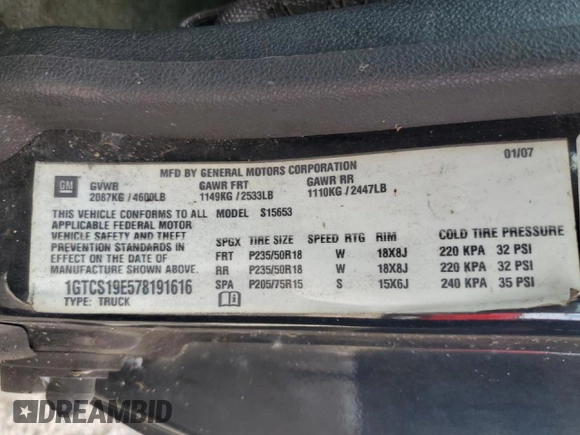 MFD BY GENERAL MOTORS CORPORATION 01/07
GM GVWR GAWR FRT GAWR RR
2087KG / 4600LB 1149KG / 2533LB 1110KG / 2447LB
THIS VEHICLE CONFORMS TO ALL MODEL S15653
APPLICABLE FEDERAL MOTOR
VEHICLE SAFETY AND THEFT SPGX TIRE SIZE SPEED RTG RIM COLD TIRE PRESSURE
PREVENTION STANDARDS IN FRT P235/50R18 W 18X8J 220 KPA 32 PSI
EFFECT ON THE DATE OF RR P235/50R18 W 18X8J 220 KPA 32 PSI
MANUFACTURE SHOWN ABOVE. SPA P205/75R15 S 15X6J 240 KPA 35 PSI
1GTCS19E578191616
TYPE: TRUCK
DREAMBID